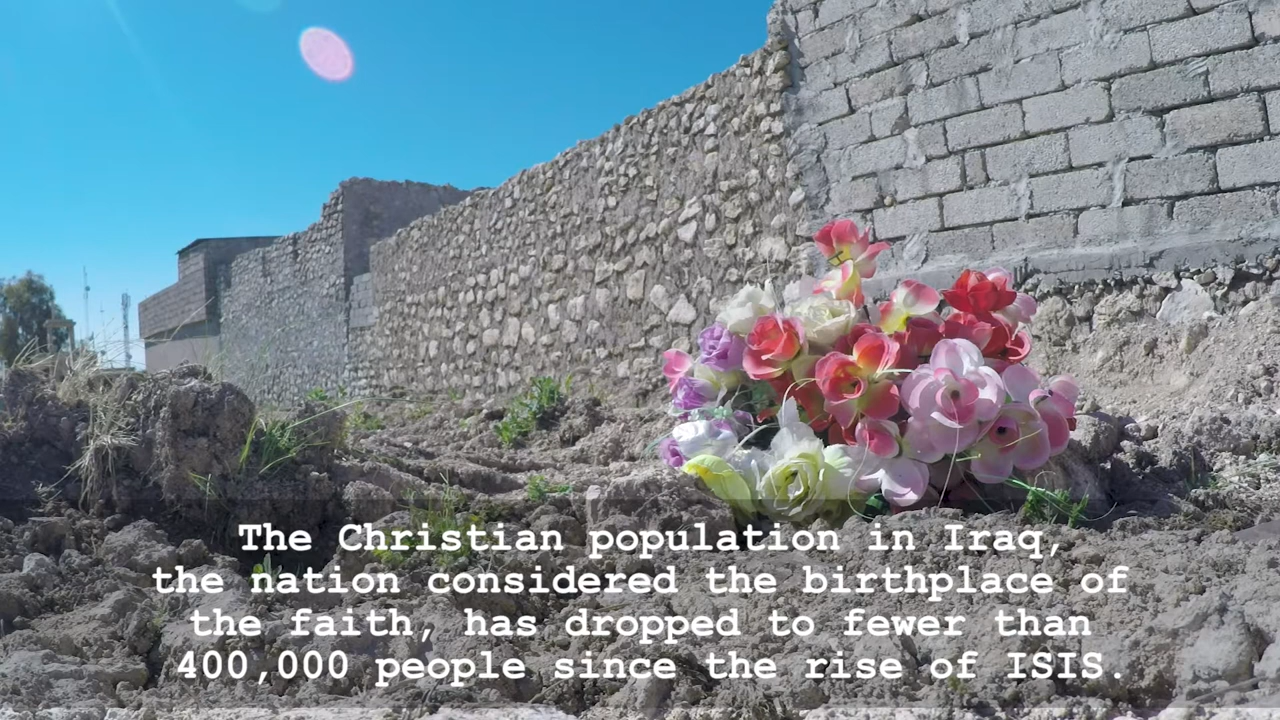 The Christian population in Iraq,
the nation considered the birthplace of
the faith, has dropped to fewer than
400,000 people since the rise of ISIS.